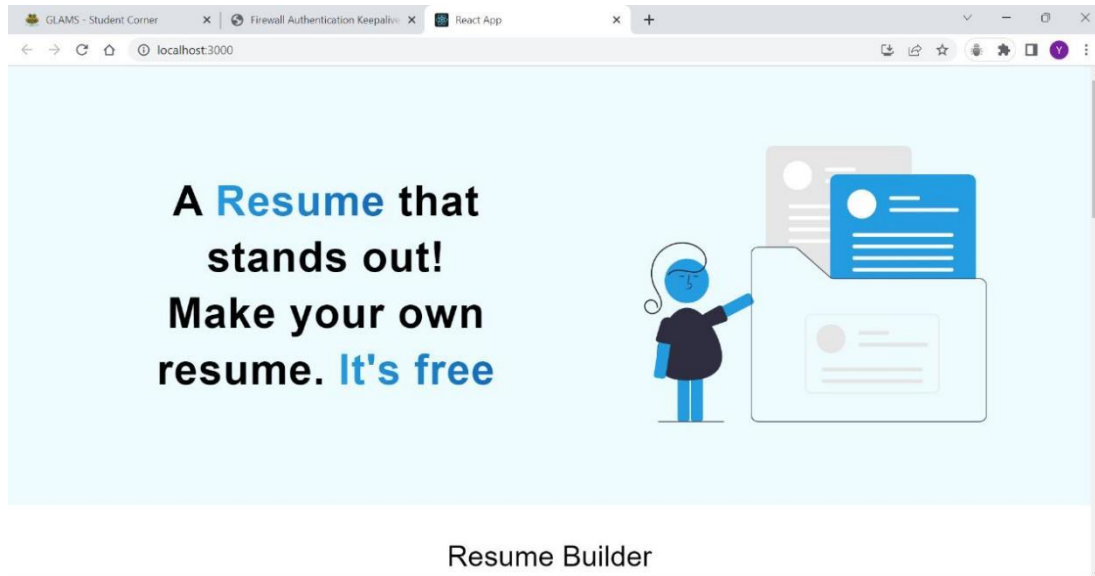 GLAMS - Student Corner
Firewall Authentication Keepalive
React App
localhost:3000
Y
A Resume that
stands out!
Make your own
resume. It's free
Resume Builder